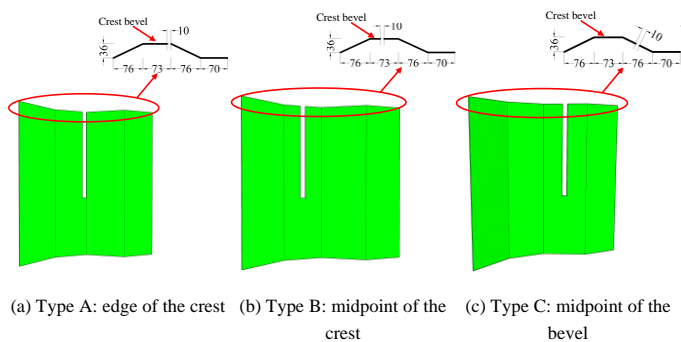 Crest bevel
10
36
76 73 76 70
Crest bevel
10
36
76 73 76 70
Crest bevel
10
36
76 73 76 70
(a) Type A: edge of the crest
(b) Type B: midpoint of the
crest
(c) Type C: midpoint of the
bevel